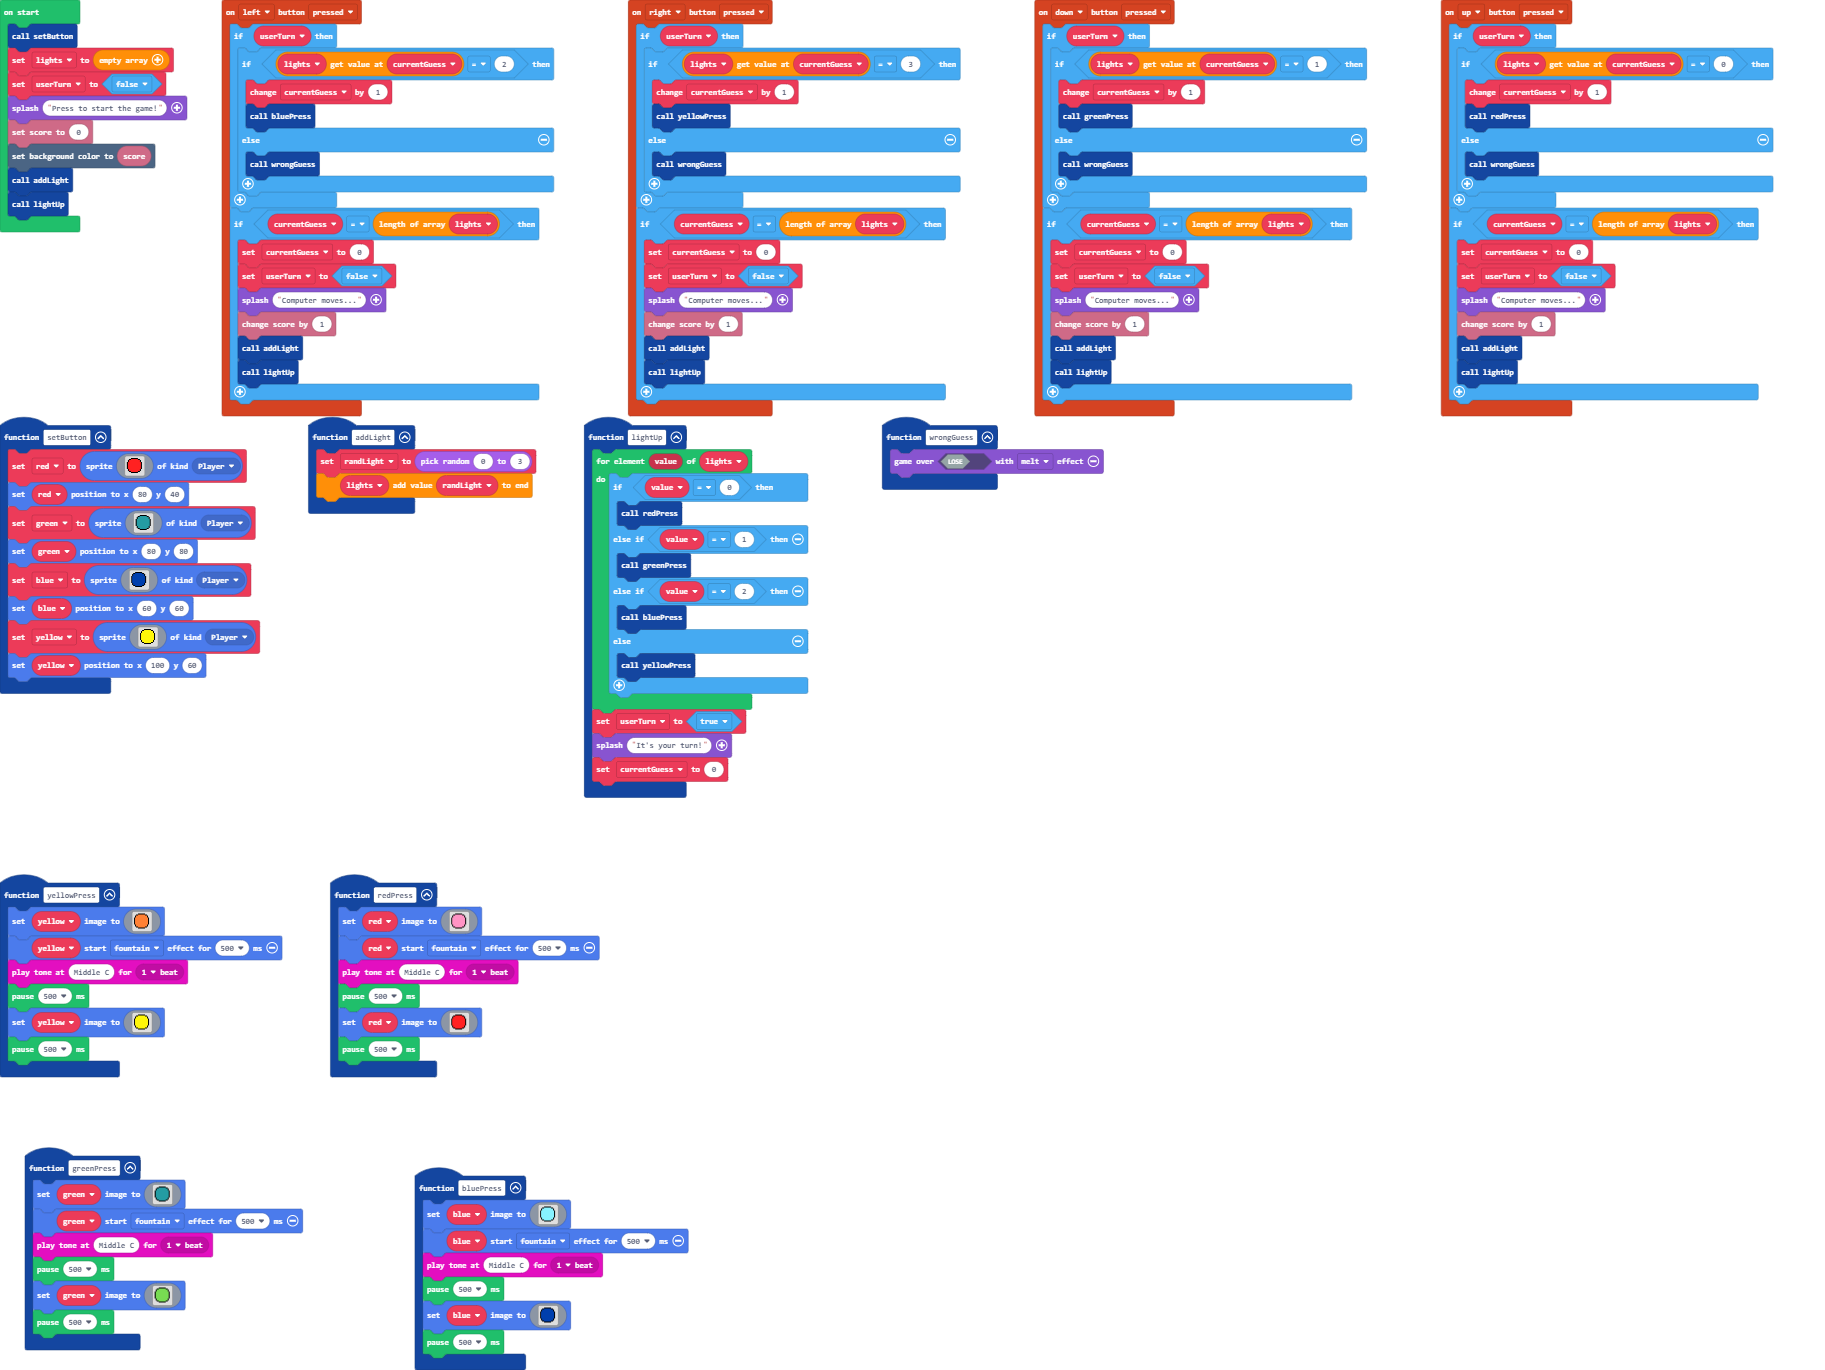 on start
call setButton
set lights to empty array
set userTurn to false
splash "Press to start the game!"
set score to 0
set background color to score
call addLight
call lightUp
on left button pressed
if userTurn then
if lights get value at currentGuess = 2 then
change currentGuess by 1
call bluePress
else
call wrongGuess
if currentGuess = length of array lights then
set currentGuess to 0
set userTurn to false
splash "Computer moves..."
change score by 1
call addLight
call lightUp
on right button pressed
if userTurn then
if lights get value at currentGuess = 3 then
change currentGuess by 1
call yellowPress
else
call wrongGuess
if currentGuess = length of array lights then
set currentGuess to 0
set userTurn to false
splash "Computer moves..."
change score by 1
call addLight
call lightUp
on down button pressed
if userTurn then
if lights get value at currentGuess = 1 then
change currentGuess by 1
call greenPress
else
call wrongGuess
if currentGuess = length of array lights then
set currentGuess to 0
set userTurn to false
splash "Computer moves..."
change score by 1
call addLight
call lightUp
on up button pressed
if userTurn then
if lights get value at currentGuess = 0 then
change currentGuess by 1
call redPress
else
call wrongGuess
if currentGuess = length of array lights then
set currentGuess to 0
set userTurn to false
splash "Computer moves..."
change score by 1
call addLight
call lightUp
function setButton
set red to sprite of kind Player
set red position to x 80 y 40
set green to sprite of kind Player
set green position to x 80 y 80
set blue to sprite of kind Player
set blue position to x 60 y 60
set yellow to sprite of kind Player
set yellow position to x 100 y 60
function addLight
set randLight to pick random 0 to 3
lights add value randLight to end
function lightUp
for element value of lights
do
if value = 0 then
call redPress
else if value = 1 then
call greenPress
else if value = 2 then
call bluePress
else
call yellowPress
set userTurn to true
splash "It's your turn!"
set currentGuess to 0
function wrongGuess
game over LOSE with melt effect
function yellowPress
set yellow image to
yellow start fountain effect for 500 ms
play tone at Middle C for 1 beat
pause 500 ms
set yellow image to
pause 500 ms
function redPress
set red image to
red start fountain effect for 500 ms
play tone at Middle C for 1 beat
pause 500 ms
set red image to
pause 500 ms
function greenPress
set green image to
green start fountain effect for 500 ms
play tone at Middle C for 1 beat
pause 500 ms
set green image to
pause 500 ms
function bluePress
set blue image to
blue start fountain effect for 500 ms
play tone at Middle C for 1 beat
pause 500 ms
set blue image to
pause 500 ms